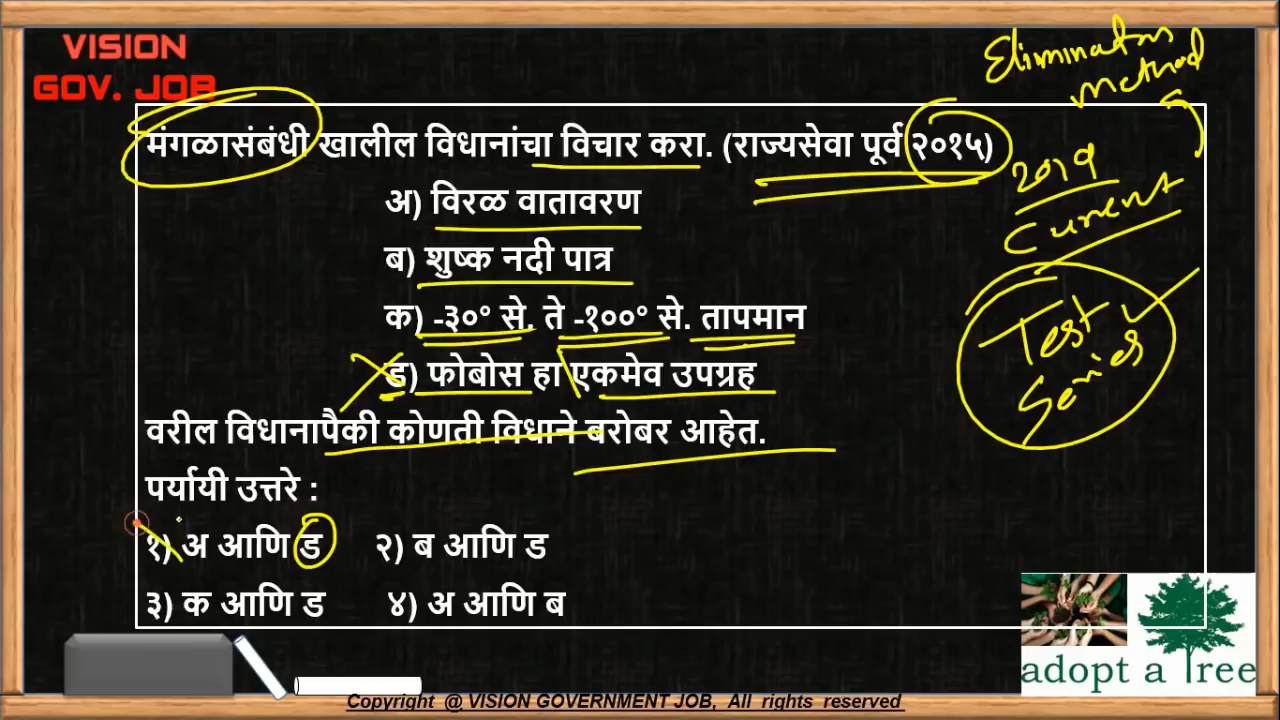 VISION
GOV. JOB
Elimination
method
मंगळासंबंधी खालील विधानांचा विचार करा. (राज्यसेवा पूर्व २०१५)
2019
Current
अ) विरळ वातावरण
ब) शुष्क नदी पात्र
क) -३०° से. ते -१००° से. तापमान
Test
Series
ड) फोबोस हा एकमेव उपग्रह
वरील विधानापैकी कोणती विधाने बरोबर आहेत.
पर्यायी उत्तरे :
१) अ आणि ड २) ब आणि ड
३) क आणि ड ४) अ आणि ब
adopt a Tree
Copyright @ VISION GOVERNMENT JOB, All rights reserved